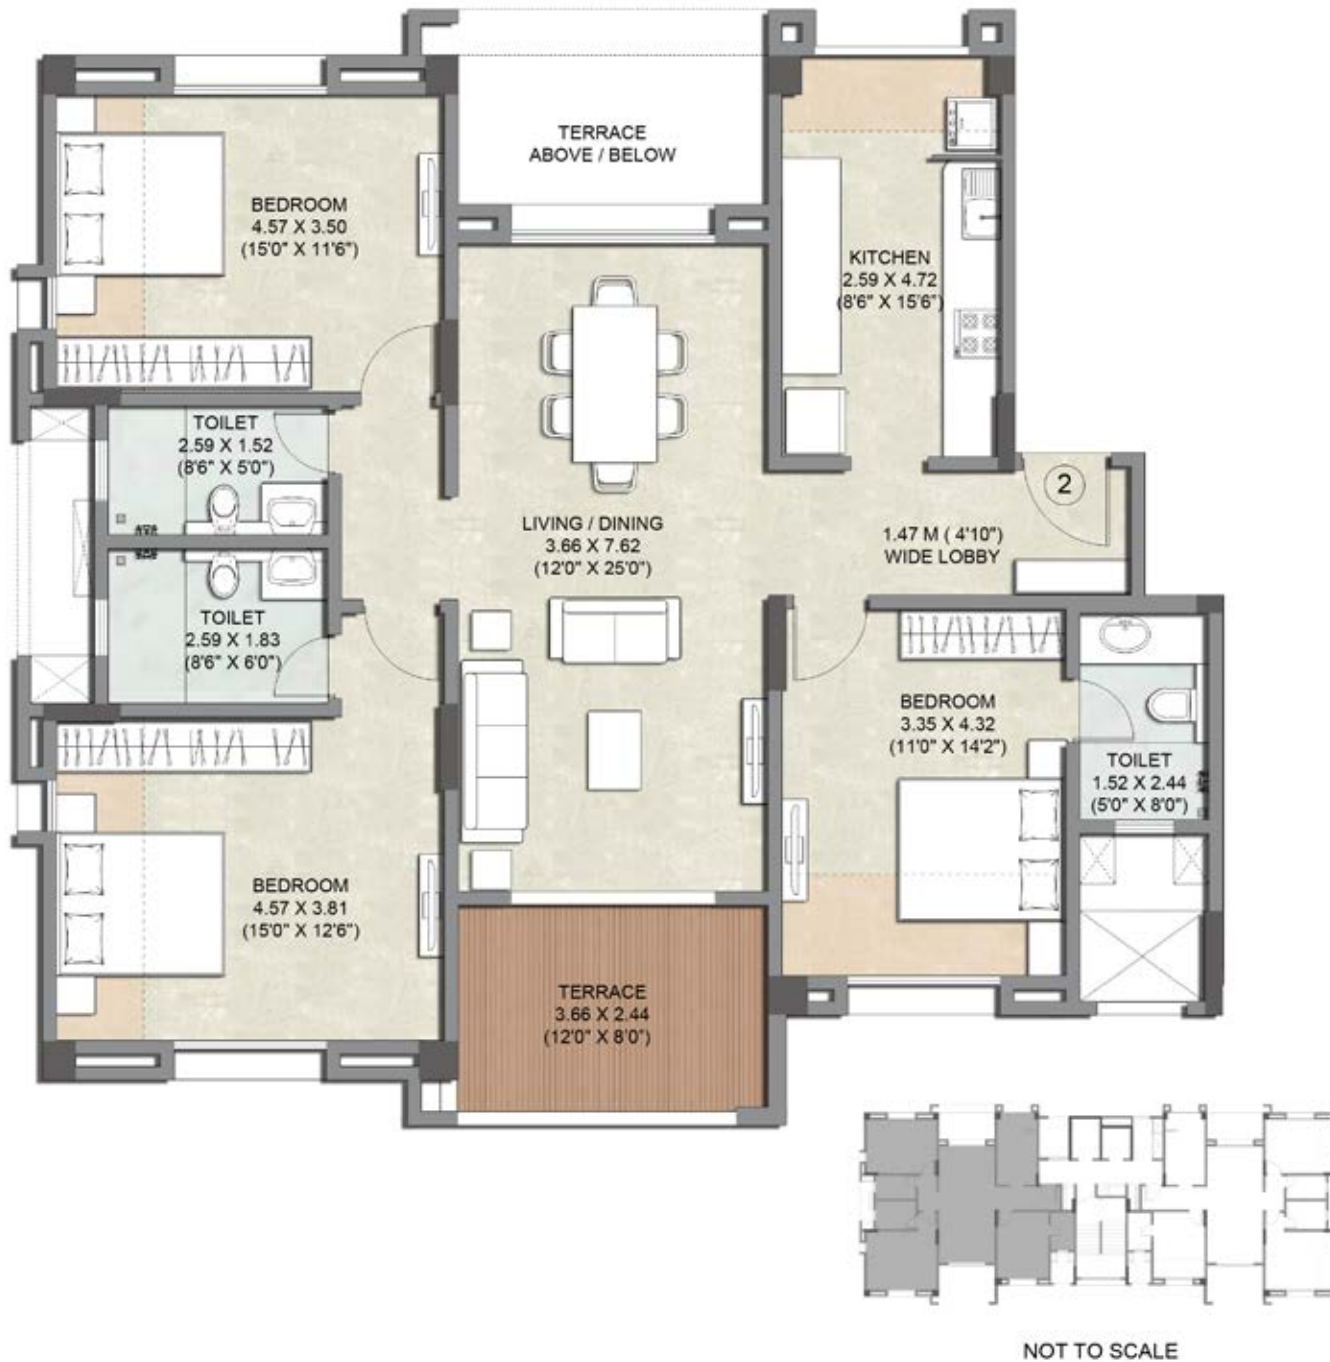 TERRACE
ABOVE / BELOW
BEDROOM
4.57 X 3.50
(15'0" X 11'6")
KITCHEN
2.59 X 4.72
(8'6" X 15'6")
TOILET
2.59 X 1.52
(8'6" X 5'0")
2
LIVING / DINING
3.66 X 7.62
(12'0" X 25'0")
1.47 M ( 4'10")
WIDE LOBBY
TOILET
2.59 X 1.83
(8'6" X 6'0")
BEDROOM
3.35 X 4.32
(11'0" X 14'2")
TOILET
1.52 X 2.44
(5'0" X 8'0")
BEDROOM
4.57 X 3.81
(15'0" X 12'6")
TERRACE
3.66 X 2.44
(12'0" X 8'0")
NOT TO SCALE